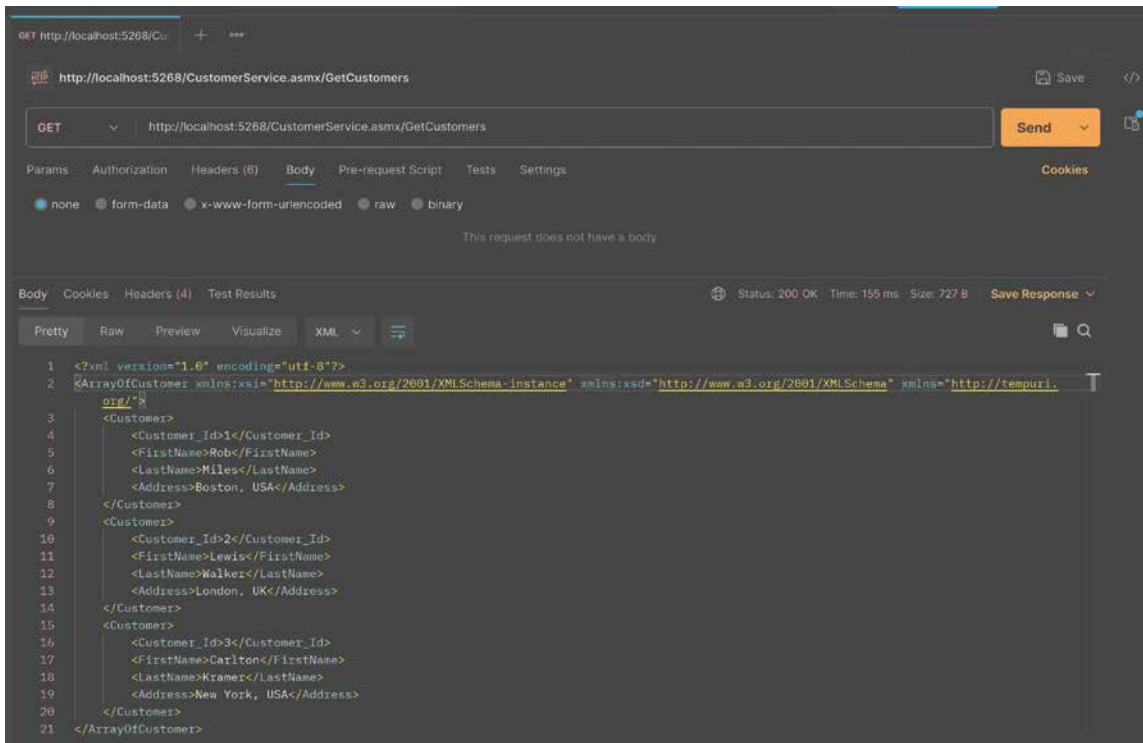 GET http://localhost:5268/Cu
http://localhost:5268/CustomerService.asmx/GetCustomers
Save
GET http://localhost:5268/CustomerService.asmx/GetCustomers Send
Params Authorization Headers (6) Body Pre-request Script Tests Settings Cookies
none form-data x-www-form-urlencoded raw binary
This request does not have a body
Body Cookies Headers (4) Test Results Status: 200 OK Time: 155 ms Size: 727 B Save Response
Pretty Raw Preview Visualize XML
1 <?xml version="1.0" encoding="utf-8"?>
2 <ArrayOfCustomer xmlns:xsi="http://www.w3.org/2001/XMLSchema-instance" xmlns:xsd="http://www.w3.org/2001/XMLSchema" xmlns="http://tempuri.
org/">
3 <Customer>
4 <Customer_Id>1</Customer_Id>
5 <FirstName>Rob</FirstName>
6 <LastName>Miles</LastName>
7 <Address>Boston, USA</Address>
8 </Customer>
9 <Customer>
10 <Customer_Id>2</Customer_Id>
11 <FirstName>Lewis</FirstName>
12 <LastName>Walker</LastName>
13 <Address>London, UK</Address>
14 </Customer>
15 <Customer>
16 <Customer_Id>3</Customer_Id>
17 <FirstName>Carlton</FirstName>
18 <LastName>Kramer</LastName>
19 <Address>New York, USA</Address>
20 </Customer>
21 </ArrayOfCustomer>